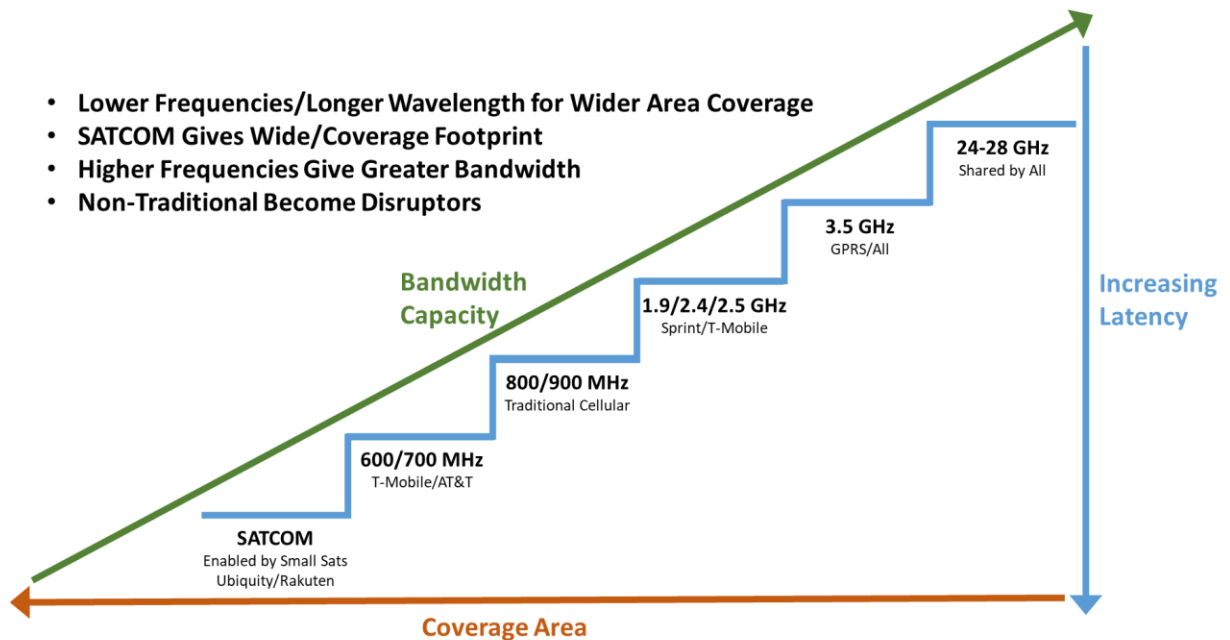 • Lower Frequencies/Longer Wavelength for Wider Area Coverage
• SATCOM Gives Wide/Coverage Footprint
• Higher Frequencies Give Greater Bandwidth
• Non-Traditional Become Disruptors
24-28 GHz
Shared by All
3.5 GHz
GPRS/All
Bandwidth
Capacity
1.9/2.4/2.5 GHz
Sprint/T-Mobile
Increasing
Latency
800/900 MHz
Traditional Cellular
600/700 MHz
T-Mobile/AT&T
SATCOM
Enabled by Small Sats
Ubiquity/Rakuten
Coverage Area